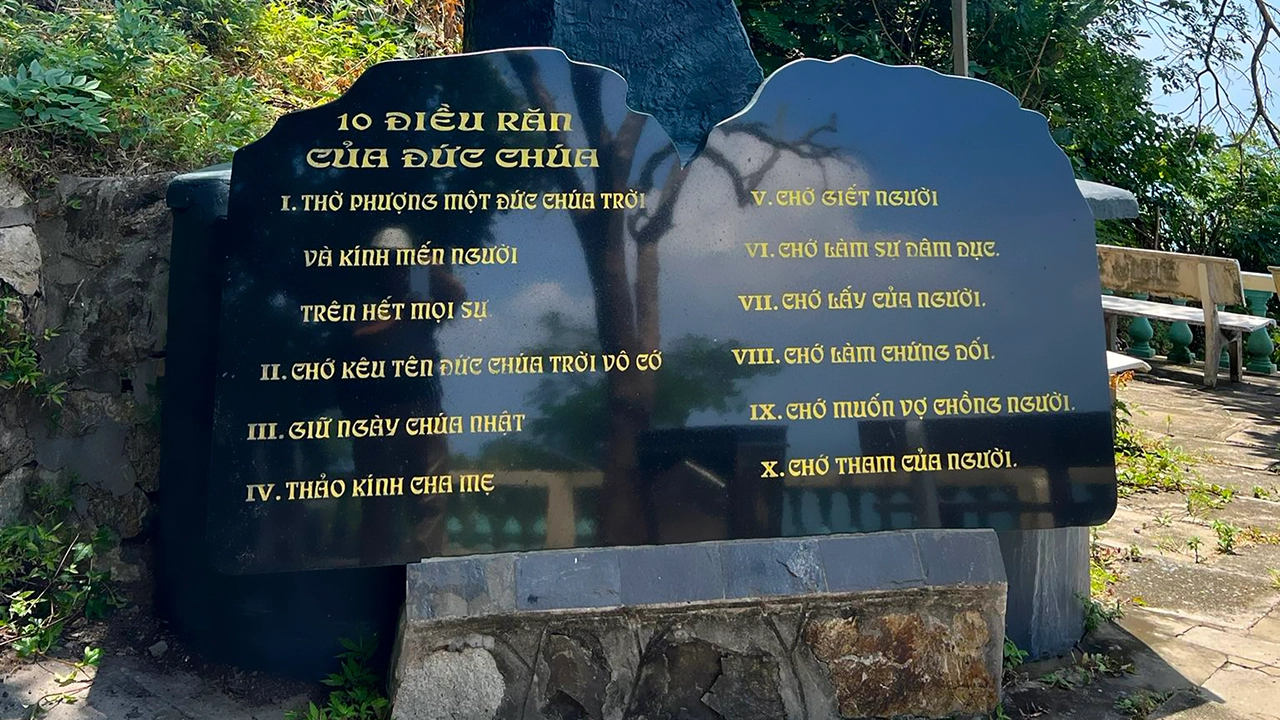 10 ĐIỀU RĂN
CỦA ĐỨC CHÚA
I. THỜ PHƯỢNG MỘT ĐỨC CHÚA TRỜI
VÀ KÍNH MẾN NGƯỜI
TRÊN HẾT MỌI SỰ
II. CHỚ KÊU TÊN ĐỨC CHÚA TRỜI VÔ CỚ
III. GIỮ NGÀY CHÚA NHẬT
IV. THẢO KÍNH CHA MẸ
V. CHỚ GIẾT NGƯỜI
VI. CHỚ LÀM SỰ DÂM DỤC.
VII. CHỚ LẤY CỦA NGƯỜI.
VIII. CHỚ LÀM CHỨNG DỐI.
IX. CHỚ MUỐN VỢ CHỒNG NGƯỜI.
X. CHỚ THAM CỦA NGƯỜI.